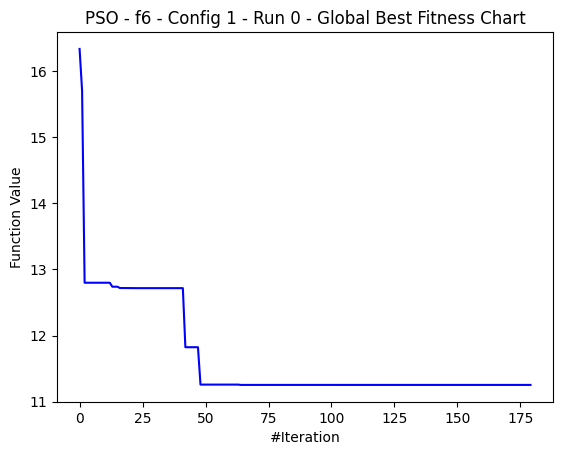 PSO - f6 - Config 1 - Run 0 - Global Best Fitness Chart
16
15
14
13
12
11
Function Value
0 25 50 75 100 125 150 175
#Iteration